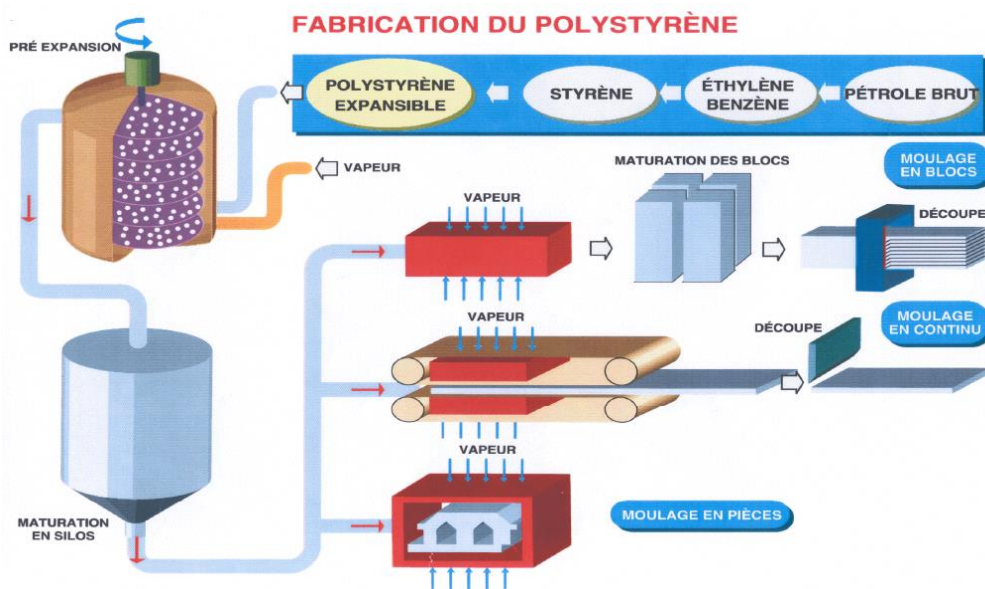 FABRICATION DU POLYSTYRÈNE
PRÉ EXPANSION
POLYSTYRÈNE
EXPANSIBLE
STYRÈNE
ÉTHYLÈNE
BENZÈNE
PÉTROLE BRUT
VAPEUR
MATURATION DES BLOCS
MOULAGE
EN BLOCS
VAPEUR
DÉCOUPE
VAPEUR
DÉCOUPE
MOULAGE
EN CONTINU
VAPEUR
MATURATION
EN SILOS
MOULAGE EN PIÈCES